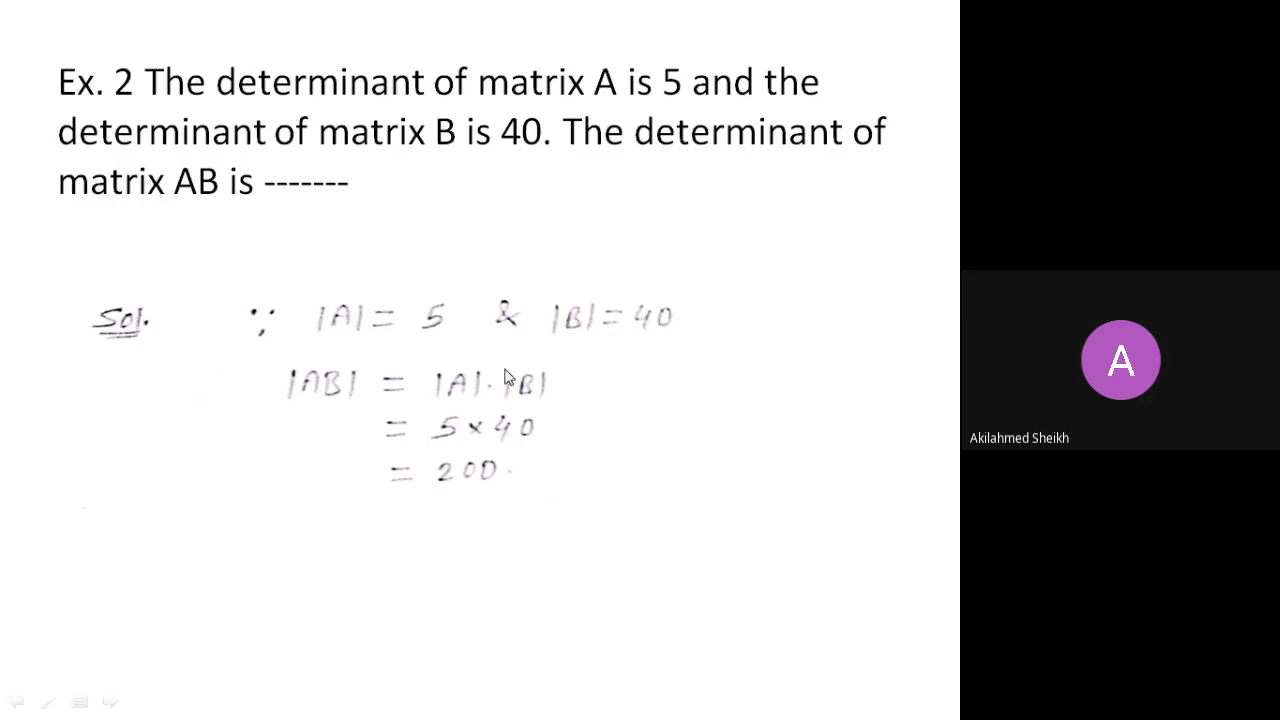 Ex. 2 The determinant of matrix A is 5 and the
determinant of matrix B is 40. The determinant of
matrix AB is -------
Sol. ∵ |A| = 5 & |B| = 40
|AB| = |A|.|B|
= 5 × 40
= 200.
A
Akilahmed Sheikh